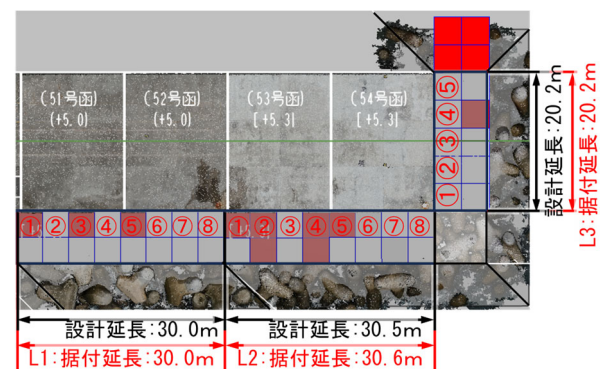 (51号函) (52号函) (53号函) (54号函)
(+5.0) (+5.0) [+5.3] [+5.3]
⑤
④
③
②
①
① ② ③ ④ ⑤ ⑥ ⑦ ⑧ ① ② ③ ④ ⑤ ⑥ ⑦ ⑧
設計延長:20.2m
L3:据付延長:20.2m
設計延長:30.0m 設計延長:30.5m
L1:据付延長:30.0m L2:据付延長:30.6m